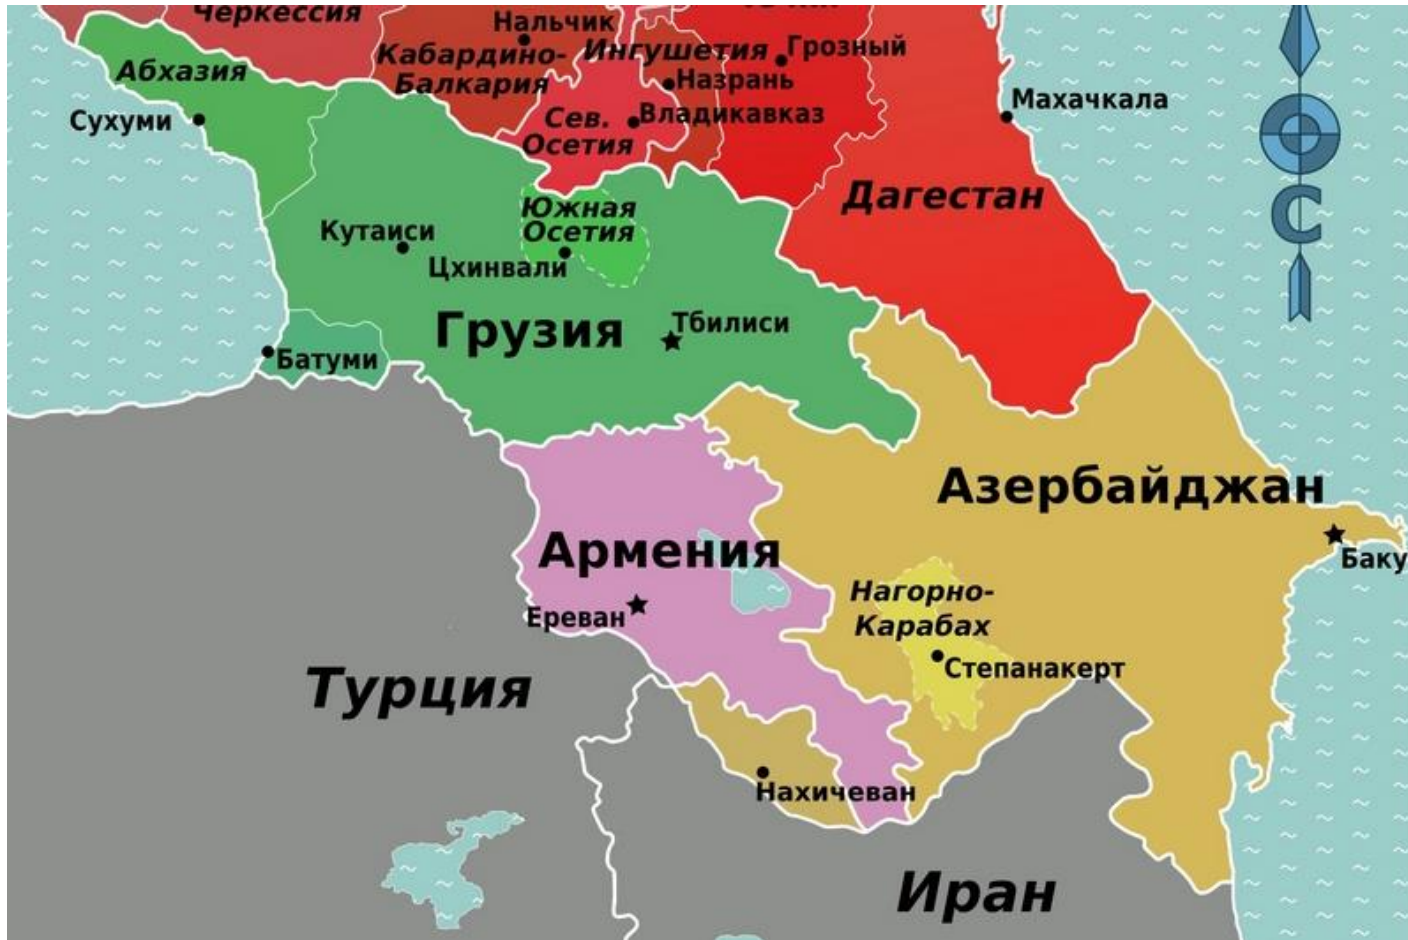 Черкессия
Нальчик
Кабардино-
Балкария
Ингушетия
Грозный
Назрань
Владикавказ
Махачкала
Абхазия
Сухуми
Сев.
Осетия
Дагестан
Южная
Осетия
Кутаиси
Цхинвали
С
Грузия
Тбилиси
Батуми
Азербайджан
Баку
Армения
Ереван
Нагорно-
Карабах
Степанакерт
Турция
Нахичеван
Иран